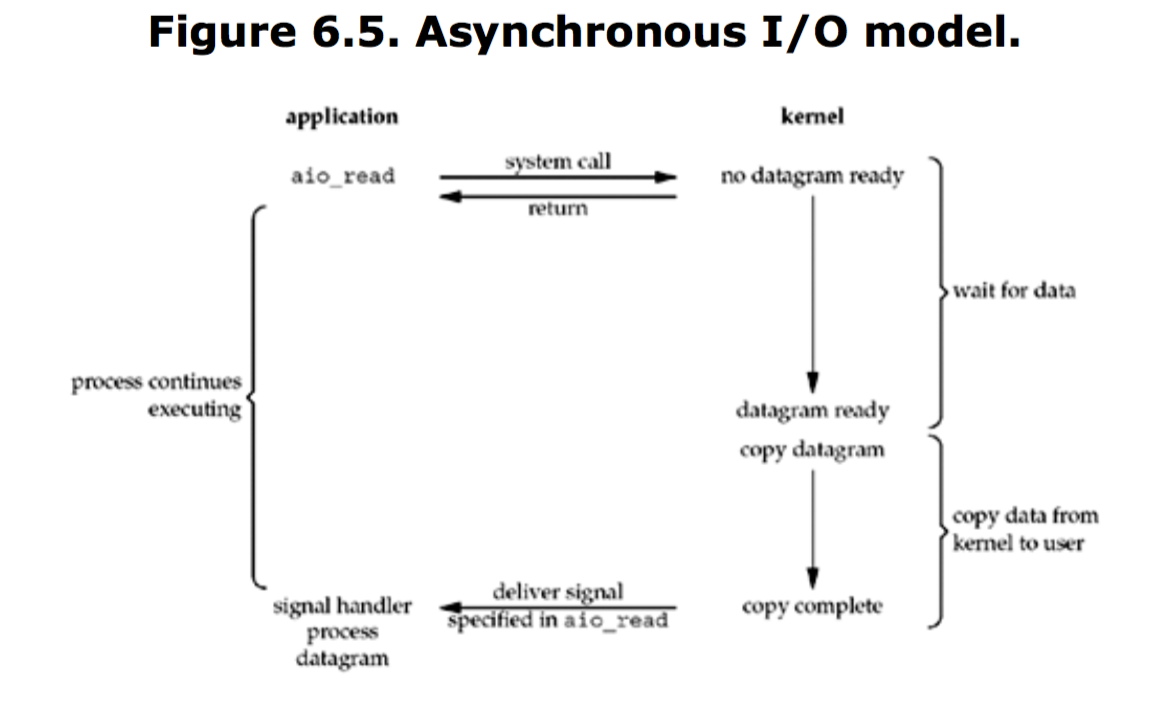 Figure 6.5. Asynchronous I/O model.
application
kernel
aio_read
system call
no datagram ready
return
wait for data
process continues
executing
datagram ready
copy datagram
copy data from
kernel to user
deliver signal
signal handler
specified in aio_read
copy complete
process
datagram